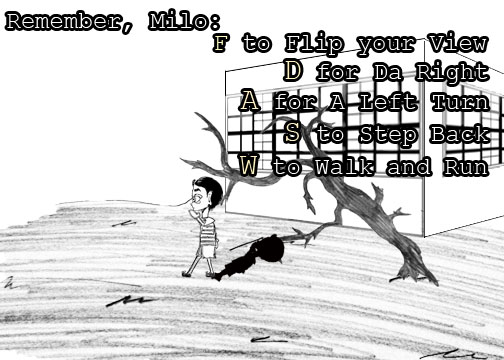 Remember, Milo:
F to Flip your View
D for Da Right
A for A Left Turn
S to Step Back
W to Walk and Run